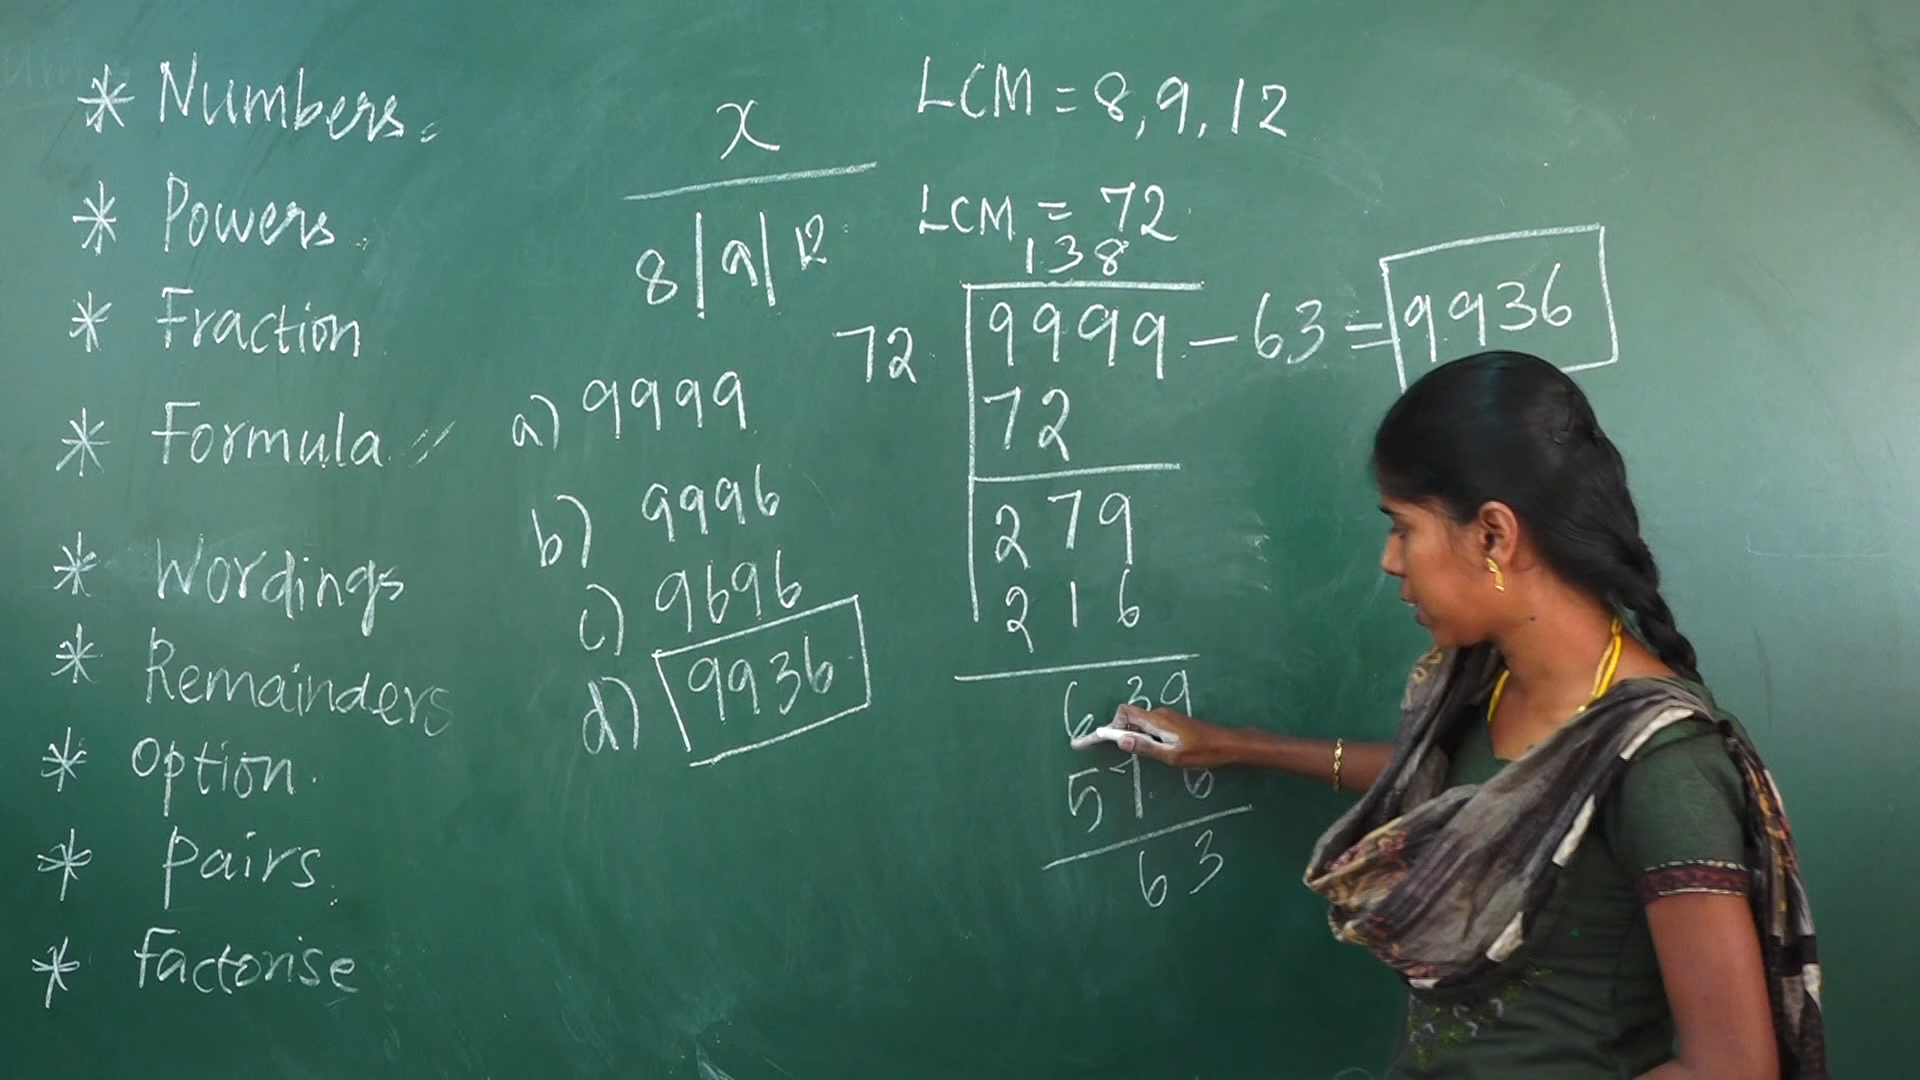 * Numbers.
* Powers.
* Fraction
* Formula
* Wordings
* Remainders
* Option.
* Pairs.
* Factorise
x
8|9|12
a) 9999
b) 9996
c) 9696
d) 9936
LCM = 8, 9, 12
LCM = 72
138
72 9999 - 63 = 9936
72
279
216
639
576
63